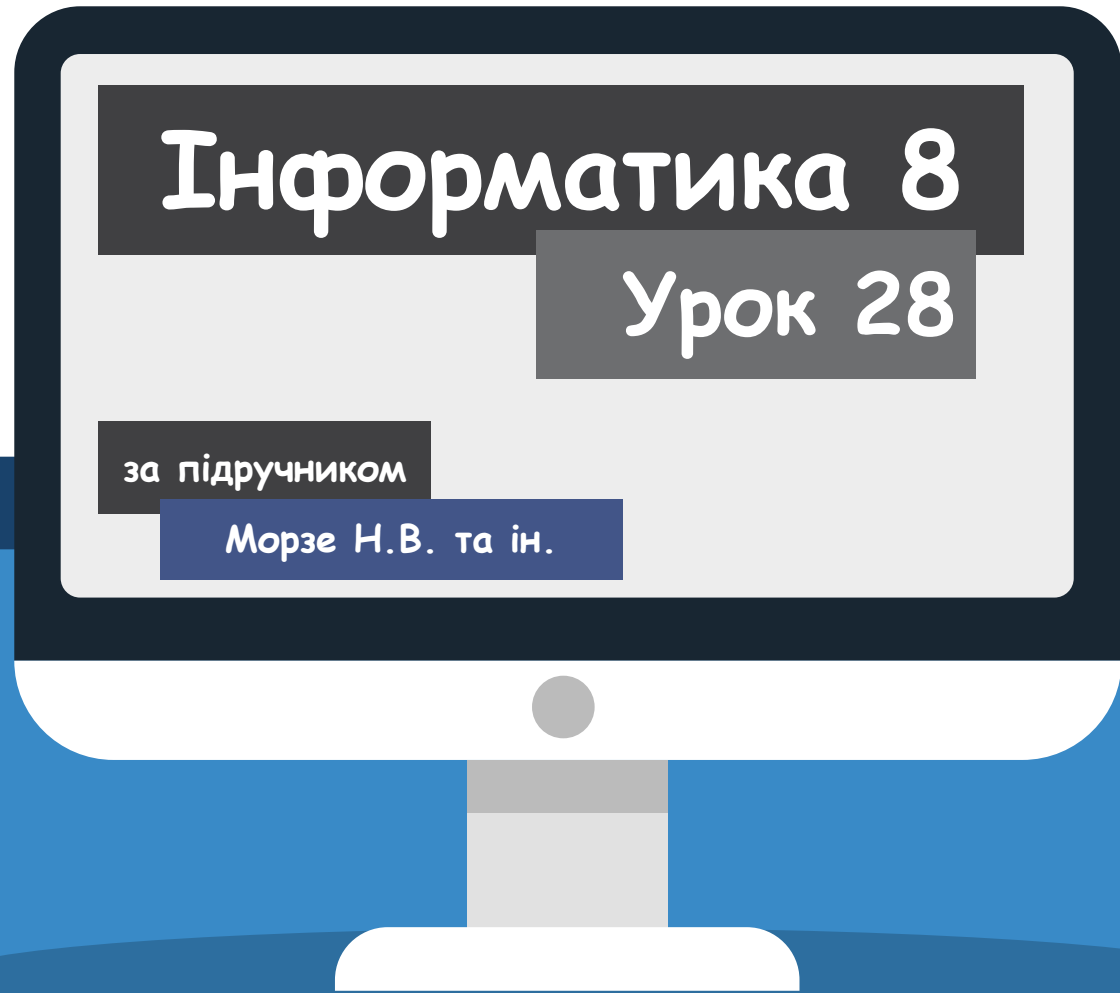 Інформатика 8
Урок 28
за підручником
Морзе Н.В. та ін.